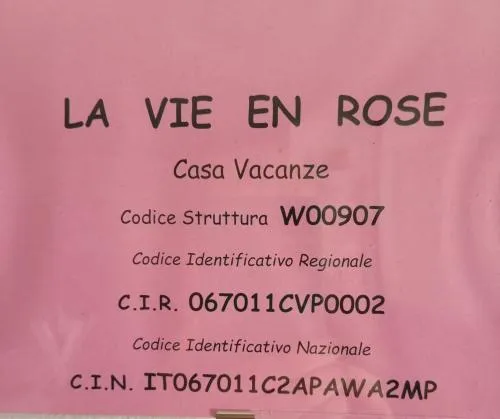 LA VIE EN ROSE
Casa Vacanze
Codice Struttura W00907
Codice Identificativo Regionale
C.I.R. 067011CVP0002
Codice Identificativo Nazionale
C.I.N. IT067011C2APAWA2MP